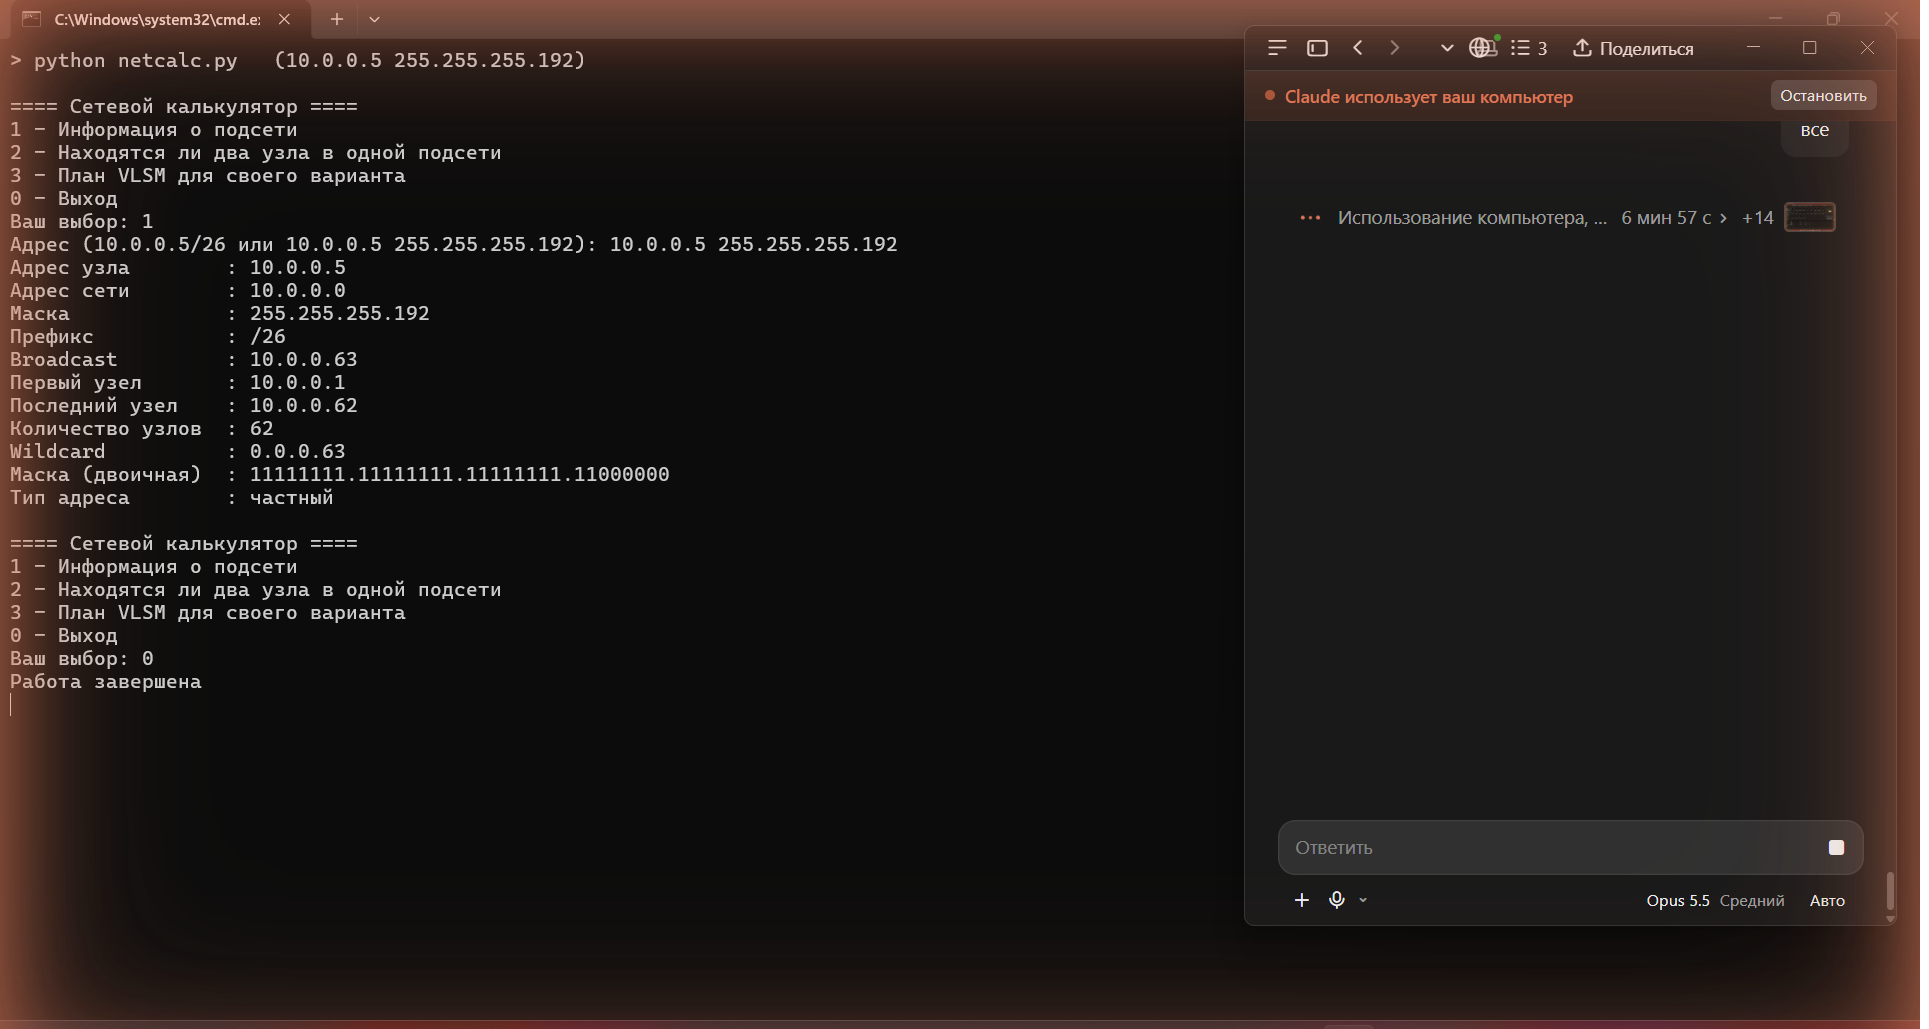 C:\Windows\system32\cmd.e
> python netcalc.py   (10.0.0.5 255.255.255.192)
==== Сетевой калькулятор ====
1 - Информация о подсети
2 - Находятся ли два узла в одной подсети
3 - План VLSM для своего варианта
0 - Выход
Ваш выбор: 1
Адрес (10.0.0.5/26 или 10.0.0.5 255.255.255.192): 10.0.0.5 255.255.255.192
Адрес узла : 10.0.0.5
Адрес сети : 10.0.0.0
Маска : 255.255.255.192
Префикс : /26
Broadcast : 10.0.0.63
Первый узел : 10.0.0.1
Последний узел : 10.0.0.62
Количество узлов : 62
Wildcard : 0.0.0.63
Маска (двоичная) : 11111111.11111111.11111111.11000000
Тип адреса : частный
==== Сетевой калькулятор ====
1 - Информация о подсети
2 - Находятся ли два узла в одной подсети
3 - План VLSM для своего варианта
0 - Выход
Ваш выбор: 0
Работа завершена
3 Поделиться
Claude использует ваш компьютер
Остановить
все
Использование компьютера, ... 6 мин 57 с > +14
Ответить
Opus 5.5 Средний Авто